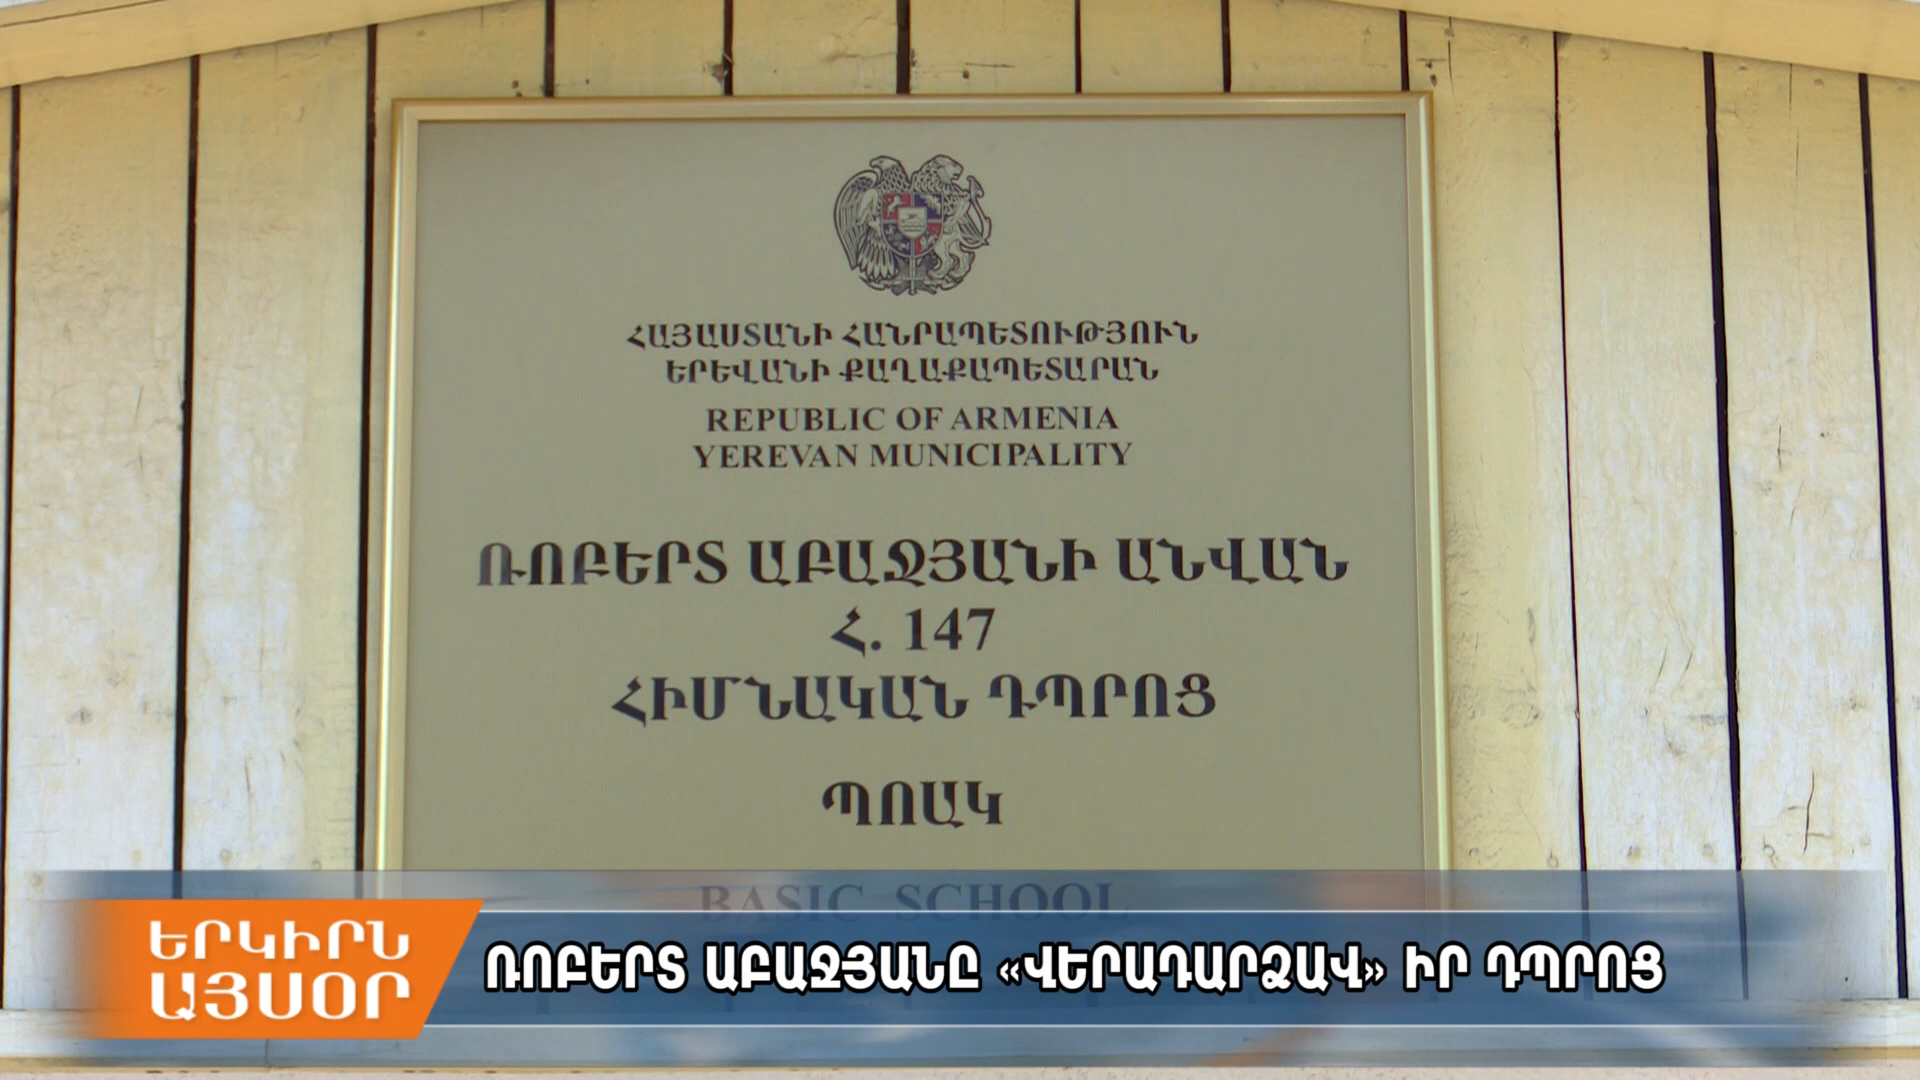 ՀԱՅԱՍՏԱՆԻ ՀԱՆՐԱՊԵՏՈՒԹՅՈՒՆ
ԵՐԵՎԱՆԻ ՔԱՂԱՔԱՊԵՏԱՐԱՆ
REPUBLIC OF ARMENIA
YEREVAN MUNICIPALITY
ՌՈԲԵՐՏ ԱԲԱՋՅԱՆԻ ԱՆՎԱՆ
Հ. 147
ՀԻՄՆԱԿԱՆ ԴՊՐՈՑ
ՊՈԱԿ
BASIC SCHOOL
ԵՐԿԻՐՆ
ԱՅՍՕՐ
ՌՈԲԵՐՏ ԱԲԱՋՅԱՆԸ «ՎԵՐԱԴԱՐՁԱՎ» ԻՐ ԴՊՐՈՑ